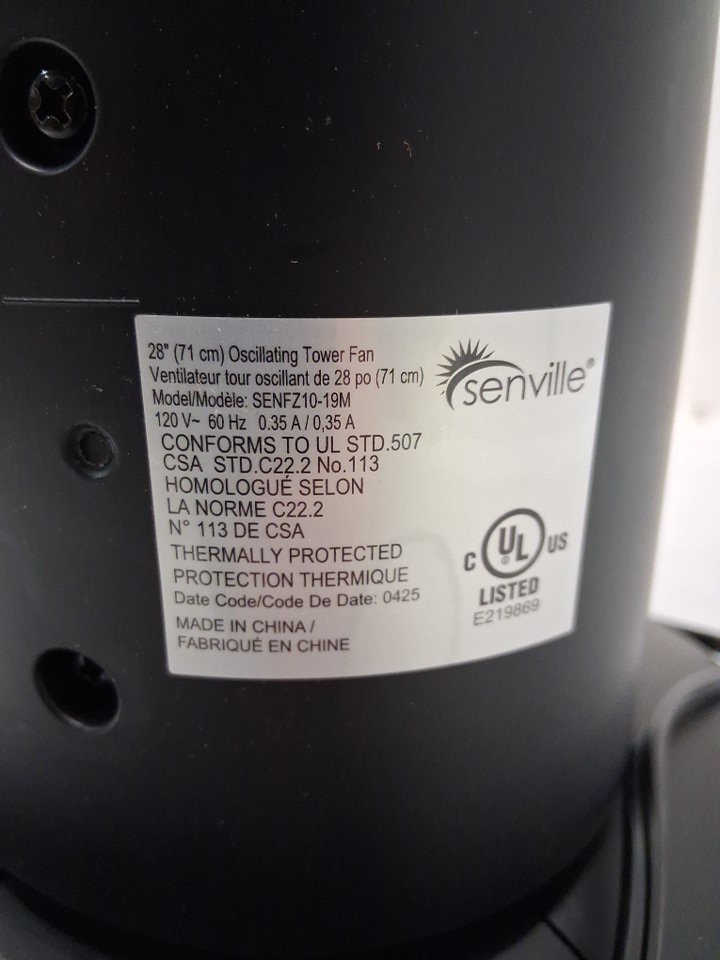 28" (71 cm) Oscillating Tower Fan
Ventilateur tour oscillant de 28 po (71 cm)
Model/Modèle: SENFZ10-19M
120 V~ 60 Hz 0.35 A / 0,35 A
CONFORMS TO UL STD.507
CSA STD.C22.2 No.113
HOMOLOGUÉ SELON
LA NORME C22.2
N° 113 DE CSA
THERMALLY PROTECTED
PROTECTION THERMIQUE
Date Code/Code De Date: 0425
MADE IN CHINA /
FABRIQUÉ EN CHINE
senville®
C UL® US
LISTED
E219869